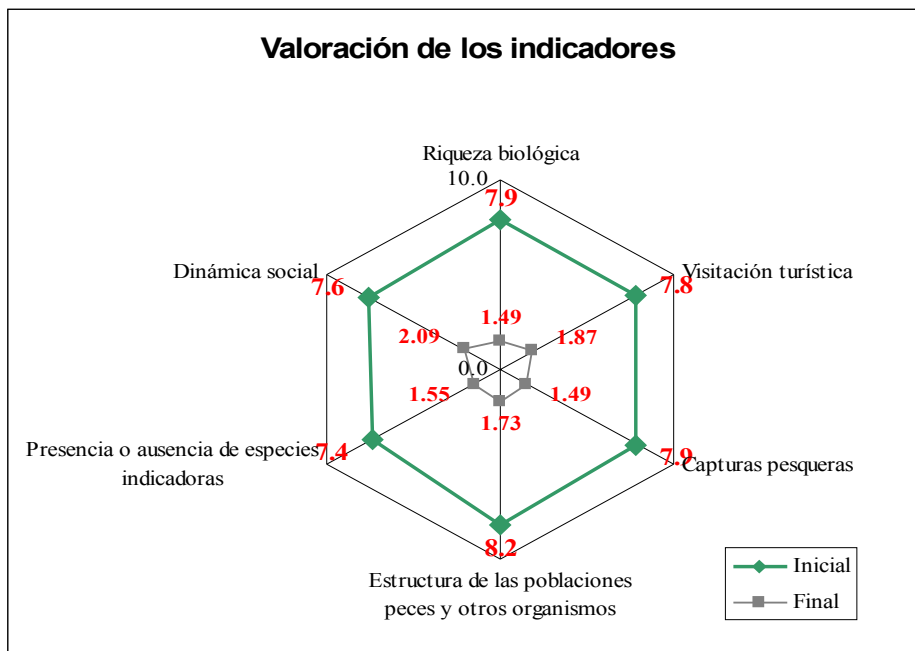 Valoración de los indicadores
Riqueza biológica
10.0
7.9
Dinámica social
7.6
Visitación turística
7.8
1.49
2.09
1.87
0.0
1.55
1.49
1.73
Presencia o ausencia de especies
indicadoras
7.4
7.9
Capturas pesqueras
8.2
Estructura de las poblaciones
peces y otros organismos
Inicial
Final